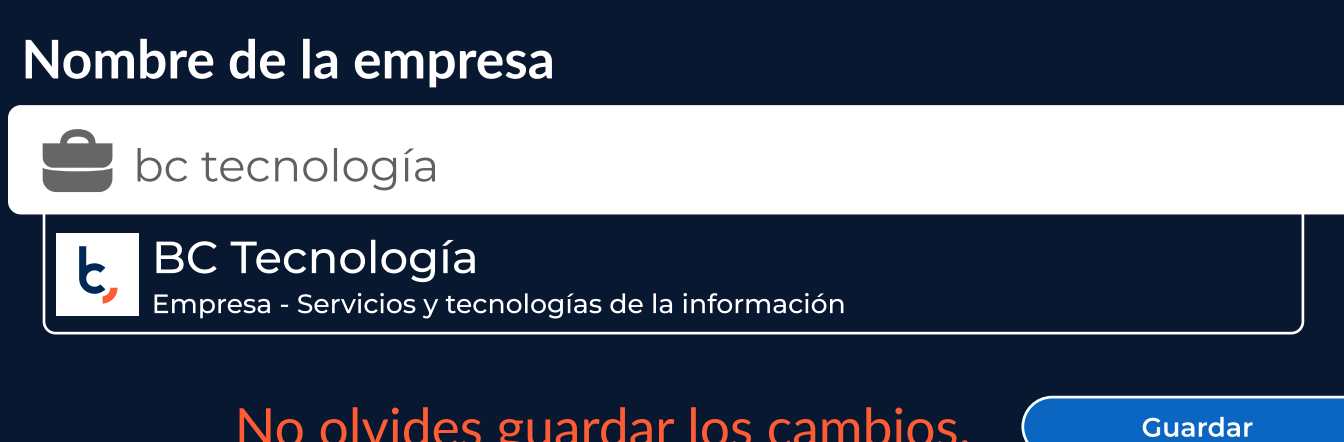 Nombre de la empresa
bc tecnología
BC Tecnología
Empresa - Servicios y tecnologías de la información
No olvides guardar los cambios.
Guardar